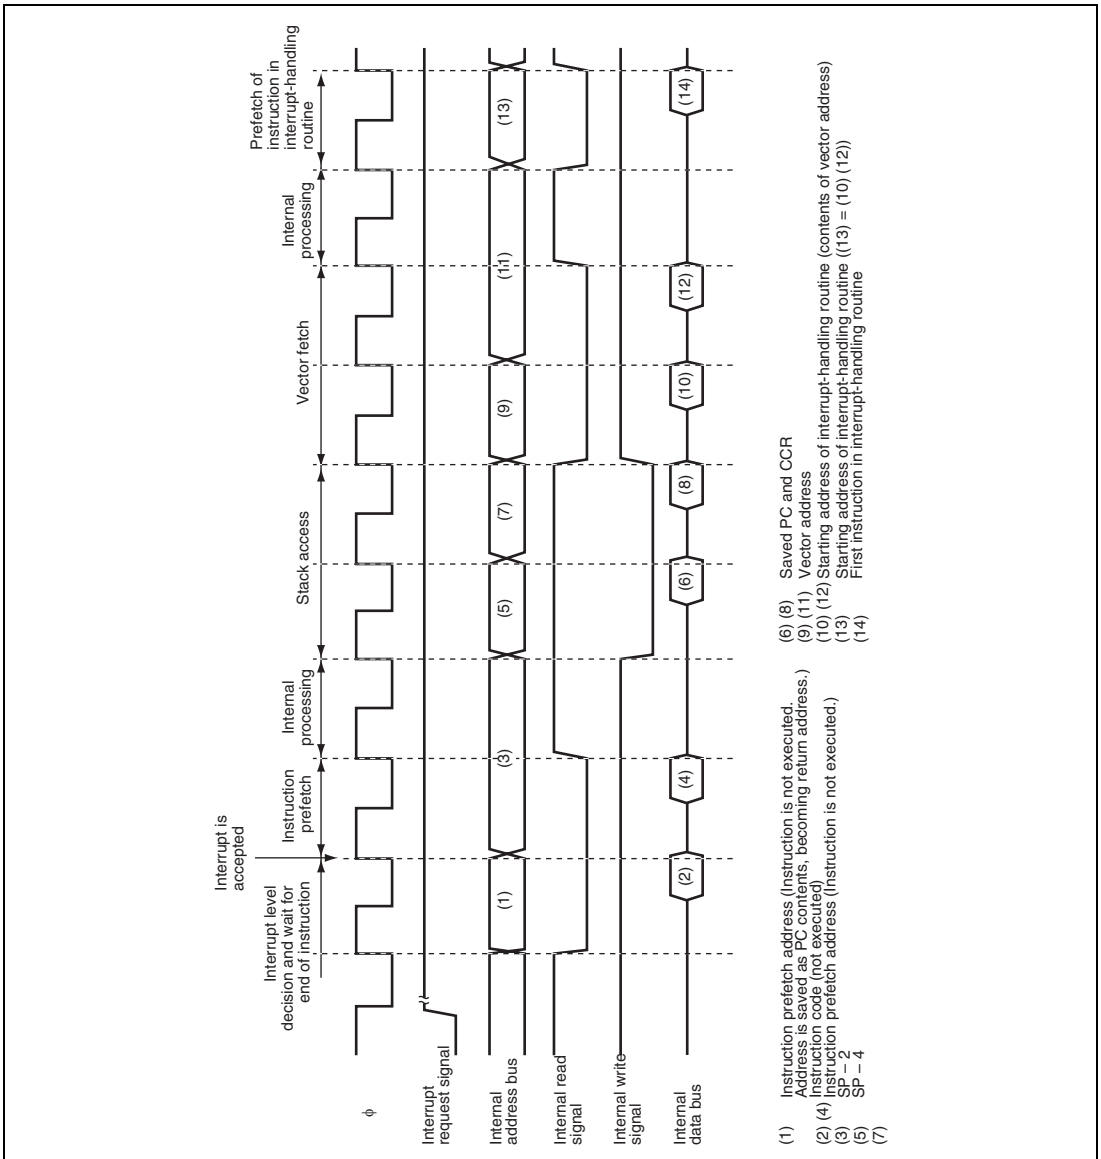 Interrupt is
accepted
Interrupt level
decision and wait for
end of instruction
Instruction
prefetch
Internal
processing
Stack access
Vector fetch
Internal
processing
Prefetch of
instruction in
interrupt-handling
routine
φ
Interrupt
request signal
Internal
address bus
(1)
(3)
(5)
(7)
(9)
(11)
(13)
Internal read
signal
Internal write
signal
Internal
data bus
(2)
(4)
(6)
(8)
(10)
(12)
(14)
(1) Instruction prefetch address (Instruction is not executed.
Address is saved as PC contents, becoming return address.)
(2) (4) Instruction code (not executed)
(3) Instruction prefetch address (Instruction is not executed.)
(5) SP – 2
(7) SP – 4
(6) (8) Saved PC and CCR
(9) (11) Vector address
(10) (12) Starting address of interrupt-handling routine (contents of vector address)
(13) Starting address of interrupt-handling routine ((13) = (10) (12))
(14) First instruction in interrupt-handling routine